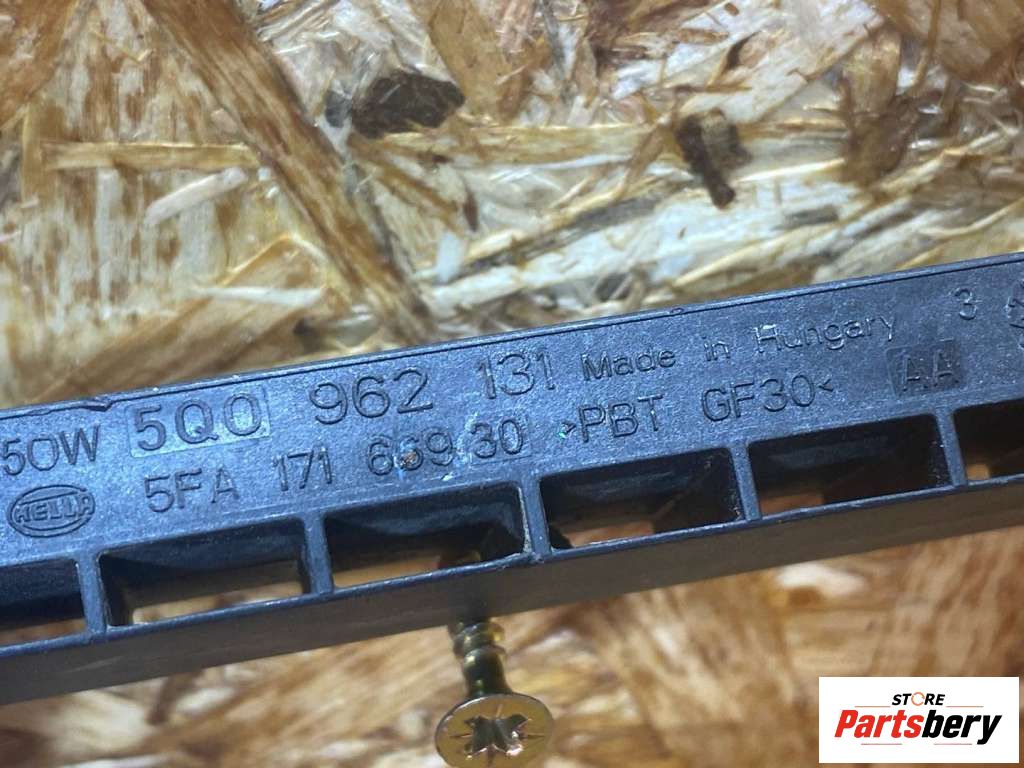 50W 5Q0 962 131 Made in Hungary 3
HELLA 5FA 171 669 30 >PBT GF30< AA
STORE
Partsbery